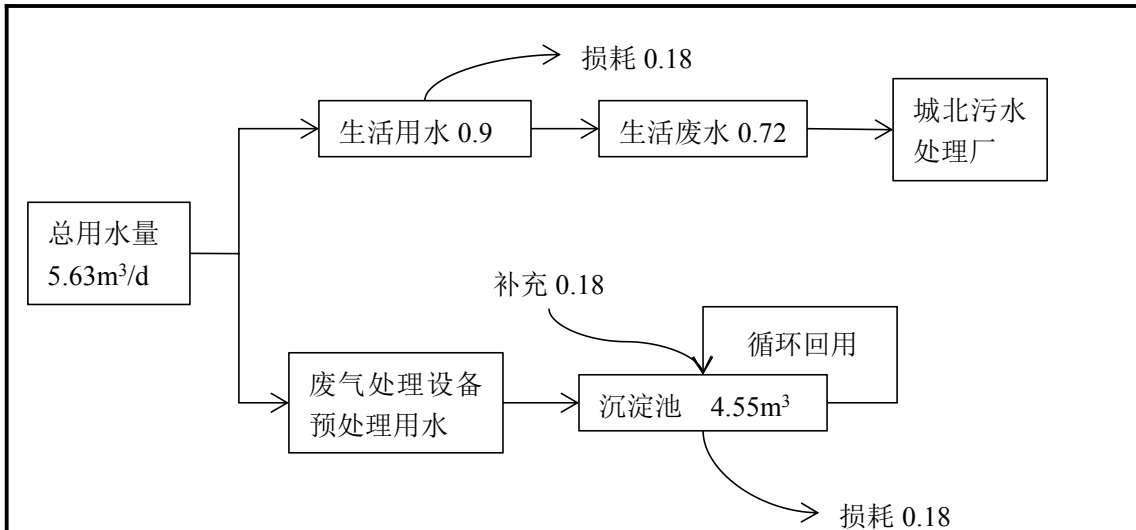 损耗 0.18
生活用水 0.9
生活废水 0.72
城北污水
处理厂
总用水量
5.63m³/d
补充 0.18
循环回用
废气处理设备
预处理用水
沉淀池 4.55m³
损耗 0.18